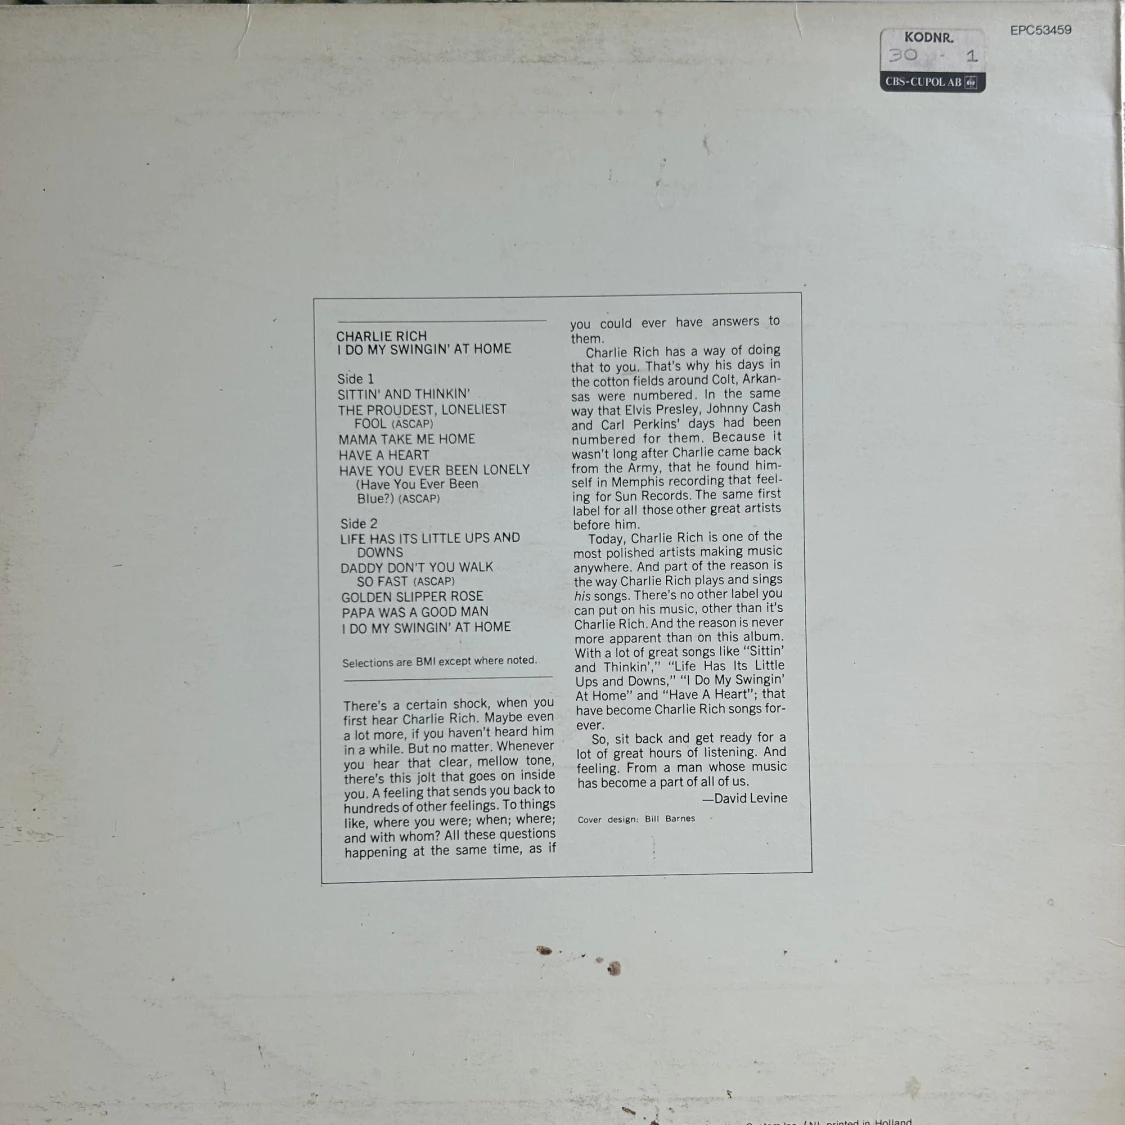 KODNR.
30 - 1
CBS-CUPOL AB
EPC53459
CHARLIE RICH
I DO MY SWINGIN' AT HOME
Side 1
SITTIN' AND THINKIN'
THE PROUDEST, LONELIEST
FOOL (ASCAP)
MAMA TAKE ME HOME
HAVE A HEART
HAVE YOU EVER BEEN LONELY
(Have You Ever Been
Blue?) (ASCAP)
Side 2
LIFE HAS ITS LITTLE UPS AND
DOWNS
DADDY DON'T YOU WALK
SO FAST (ASCAP)
GOLDEN SLIPPER ROSE
PAPA WAS A GOOD MAN
I DO MY SWINGIN' AT HOME
Selections are BMI except where noted.
There's a certain shock, when you
first hear Charlie Rich. Maybe even
a lot more, if you haven't heard him
in a while. But no matter. Whenever
you hear that clear, mellow tone,
there's this jolt that goes on inside
you. A feeling that sends you back to
hundreds of other feelings. To things
like, where you were; when; where;
and with whom? All these questions
happening at the same time, as if
you could ever have answers to
them.
Charlie Rich has a way of doing
that to you. That's why his days in
the cotton fields around Colt, Arkan-
sas were numbered. In the same
way that Elvis Presley, Johnny Cash
and Carl Perkins' days had been
numbered for them. Because it
wasn't long after Charlie came back
from the Army, that he found him-
self in Memphis recording that feel-
ing for Sun Records. The same first
label for all those other great artists
before him.
Today, Charlie Rich is one of the
most polished artists making music
anywhere. And part of the reason is
the way Charlie Rich plays and sings
his songs. There's no other label you
can put on his music, other than it's
Charlie Rich. And the reason is never
more apparent than on this album.
With a lot of great songs like "Sittin'
and Thinkin'," "Life Has Its Little
Ups and Downs," "I Do My Swingin'
At Home" and "Have A Heart"; that
have become Charlie Rich songs for-
ever.
So, sit back and get ready for a
lot of great hours of listening. And
feeling. From a man whose music
has become a part of all of us.
—David Levine
Cover design: Bill Barnes
printed in Holland